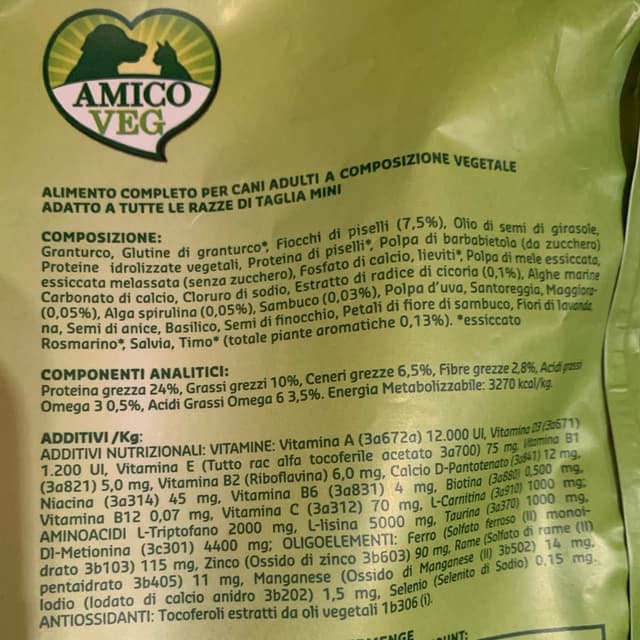 AMICO
VEG
ALIMENTO COMPLETO PER CANI ADULTI A COMPOSIZIONE VEGETALE
ADATTO A TUTTE LE RAZZE DI TAGLIA MINI
COMPOSIZIONE:
Granturco, Glutine di granturco*, Fiocchi di piselli (7,5%), Olio di semi di girasole,
Proteine idrolizzate vegetali, Proteina di piselli*, Polpa di barbabietola (da zucchero)
essiccata melassata (senza zucchero), Fosfato di calcio, lieviti*, Polpa di mele essiccata,
Carbonato di calcio, Cloruro di sodio, Estratto di radice di cicoria (0,1%), Alghe marine
(0,05%), Alga spirulina (0,05%), Sambuco (0,03%), Polpa d'uva, Santoreggia, Maggiora-
na, Semi di anice, Basilico, Semi di finocchio, Petali di fiore di sambuco, Fiori di lavanda
Rosmarino*, Salvia, Timo* (totale piante aromatiche 0,13%). *essiccato
COMPONENTI ANALITICI:
Proteina grezza 24%, Grassi grezzi 10%, Ceneri grezze 6,5%, Fibre grezze 2,8%, Acidi grassi
Omega 3 0,5%, Acidi Grassi Omega 6 3,5%. Energia Metabolizzabile: 3270 kcal/kg.
ADDITIVI /Kg:
ADDITIVI NUTRIZIONALI: VITAMINE: Vitamina A (3a672a) 12.000 UI, Vitamina D3 (3a671)
1.200 UI, Vitamina E (Tutto rac alfa tocoferile acetato 3a700) 75 mg, Vitamina B1
(3a821) 5,0 mg, Vitamina B2 (Riboflavina) 6,0 mg, Calcio D-Pantotenato (3a841) 12 mg,
Niacina (3a314) 45 mg, Vitamina B6 (3a831) 4 mg, Biotina (3a880) 0,500 mg,
Vitamina B12 0,07 mg, Vitamina C (3a312) 70 mg, L-Carnitina (3a910) 1000 mg;
AMINOACIDI L-Triptofano 2000 mg, L-lisina 5000 mg, Taurina (3a370) 1000 mg,
Dl-Metionina (3c301) 4400 mg; OLIGOELEMENTI: Ferro (Solfato ferroso (II) monoi-
drato 3b103) 115 mg, Zinco (Ossido di zinco 3b603) 90 mg, Rame (Solfato di rame (II)
pentaidrato 3b405) 11 mg, Manganese (Ossido di Manganese (II) 3b502) 14 mg,
Iodio (Iodato di calcio anidro 3b202) 1,5 mg, Selenio (Selenito di Sodio) 0,15 mg.
ANTIOSSIDANTI: Tocoferoli estratti da oli vegetali 1b306 (i).